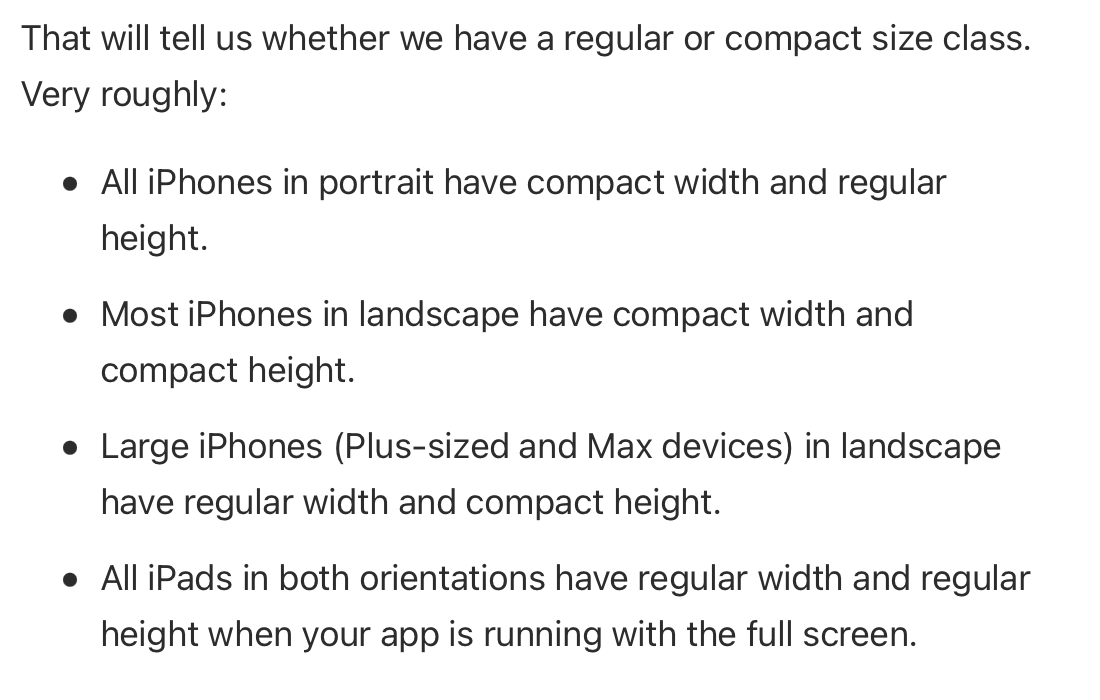 That will tell us whether we have a regular or compact size class.
Very roughly:
• All iPhones in portrait have compact width and regular
height.
• Most iPhones in landscape have compact width and
compact height.
• Large iPhones (Plus-sized and Max devices) in landscape
have regular width and compact height.
• All iPads in both orientations have regular width and regular
height when your app is running with the full screen.